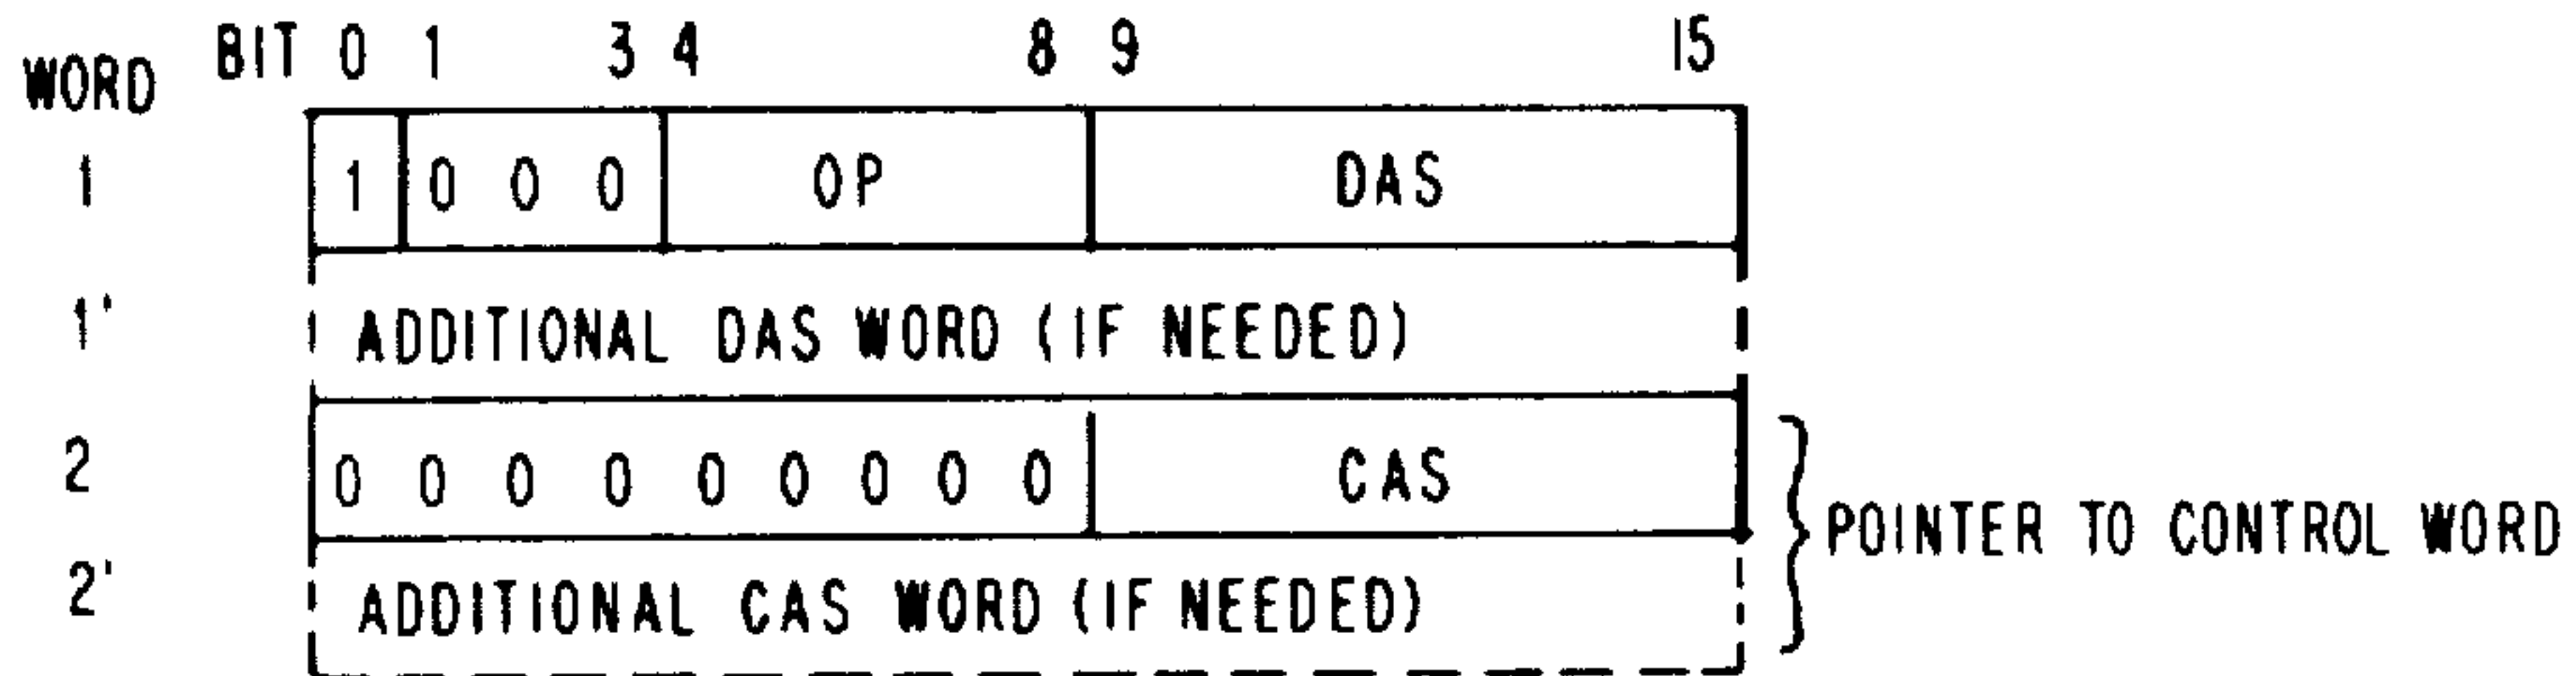 WORD BIT 0 1 3 4 8 9 15
1 1 0 0 0 OP DAS
1' ADDITIONAL DAS WORD (IF NEEDED)
2 0 0 0 0 0 0 0 0 0 CAS
POINTER TO CONTROL WORD
2' ADDITIONAL CAS WORD (IF NEEDED)